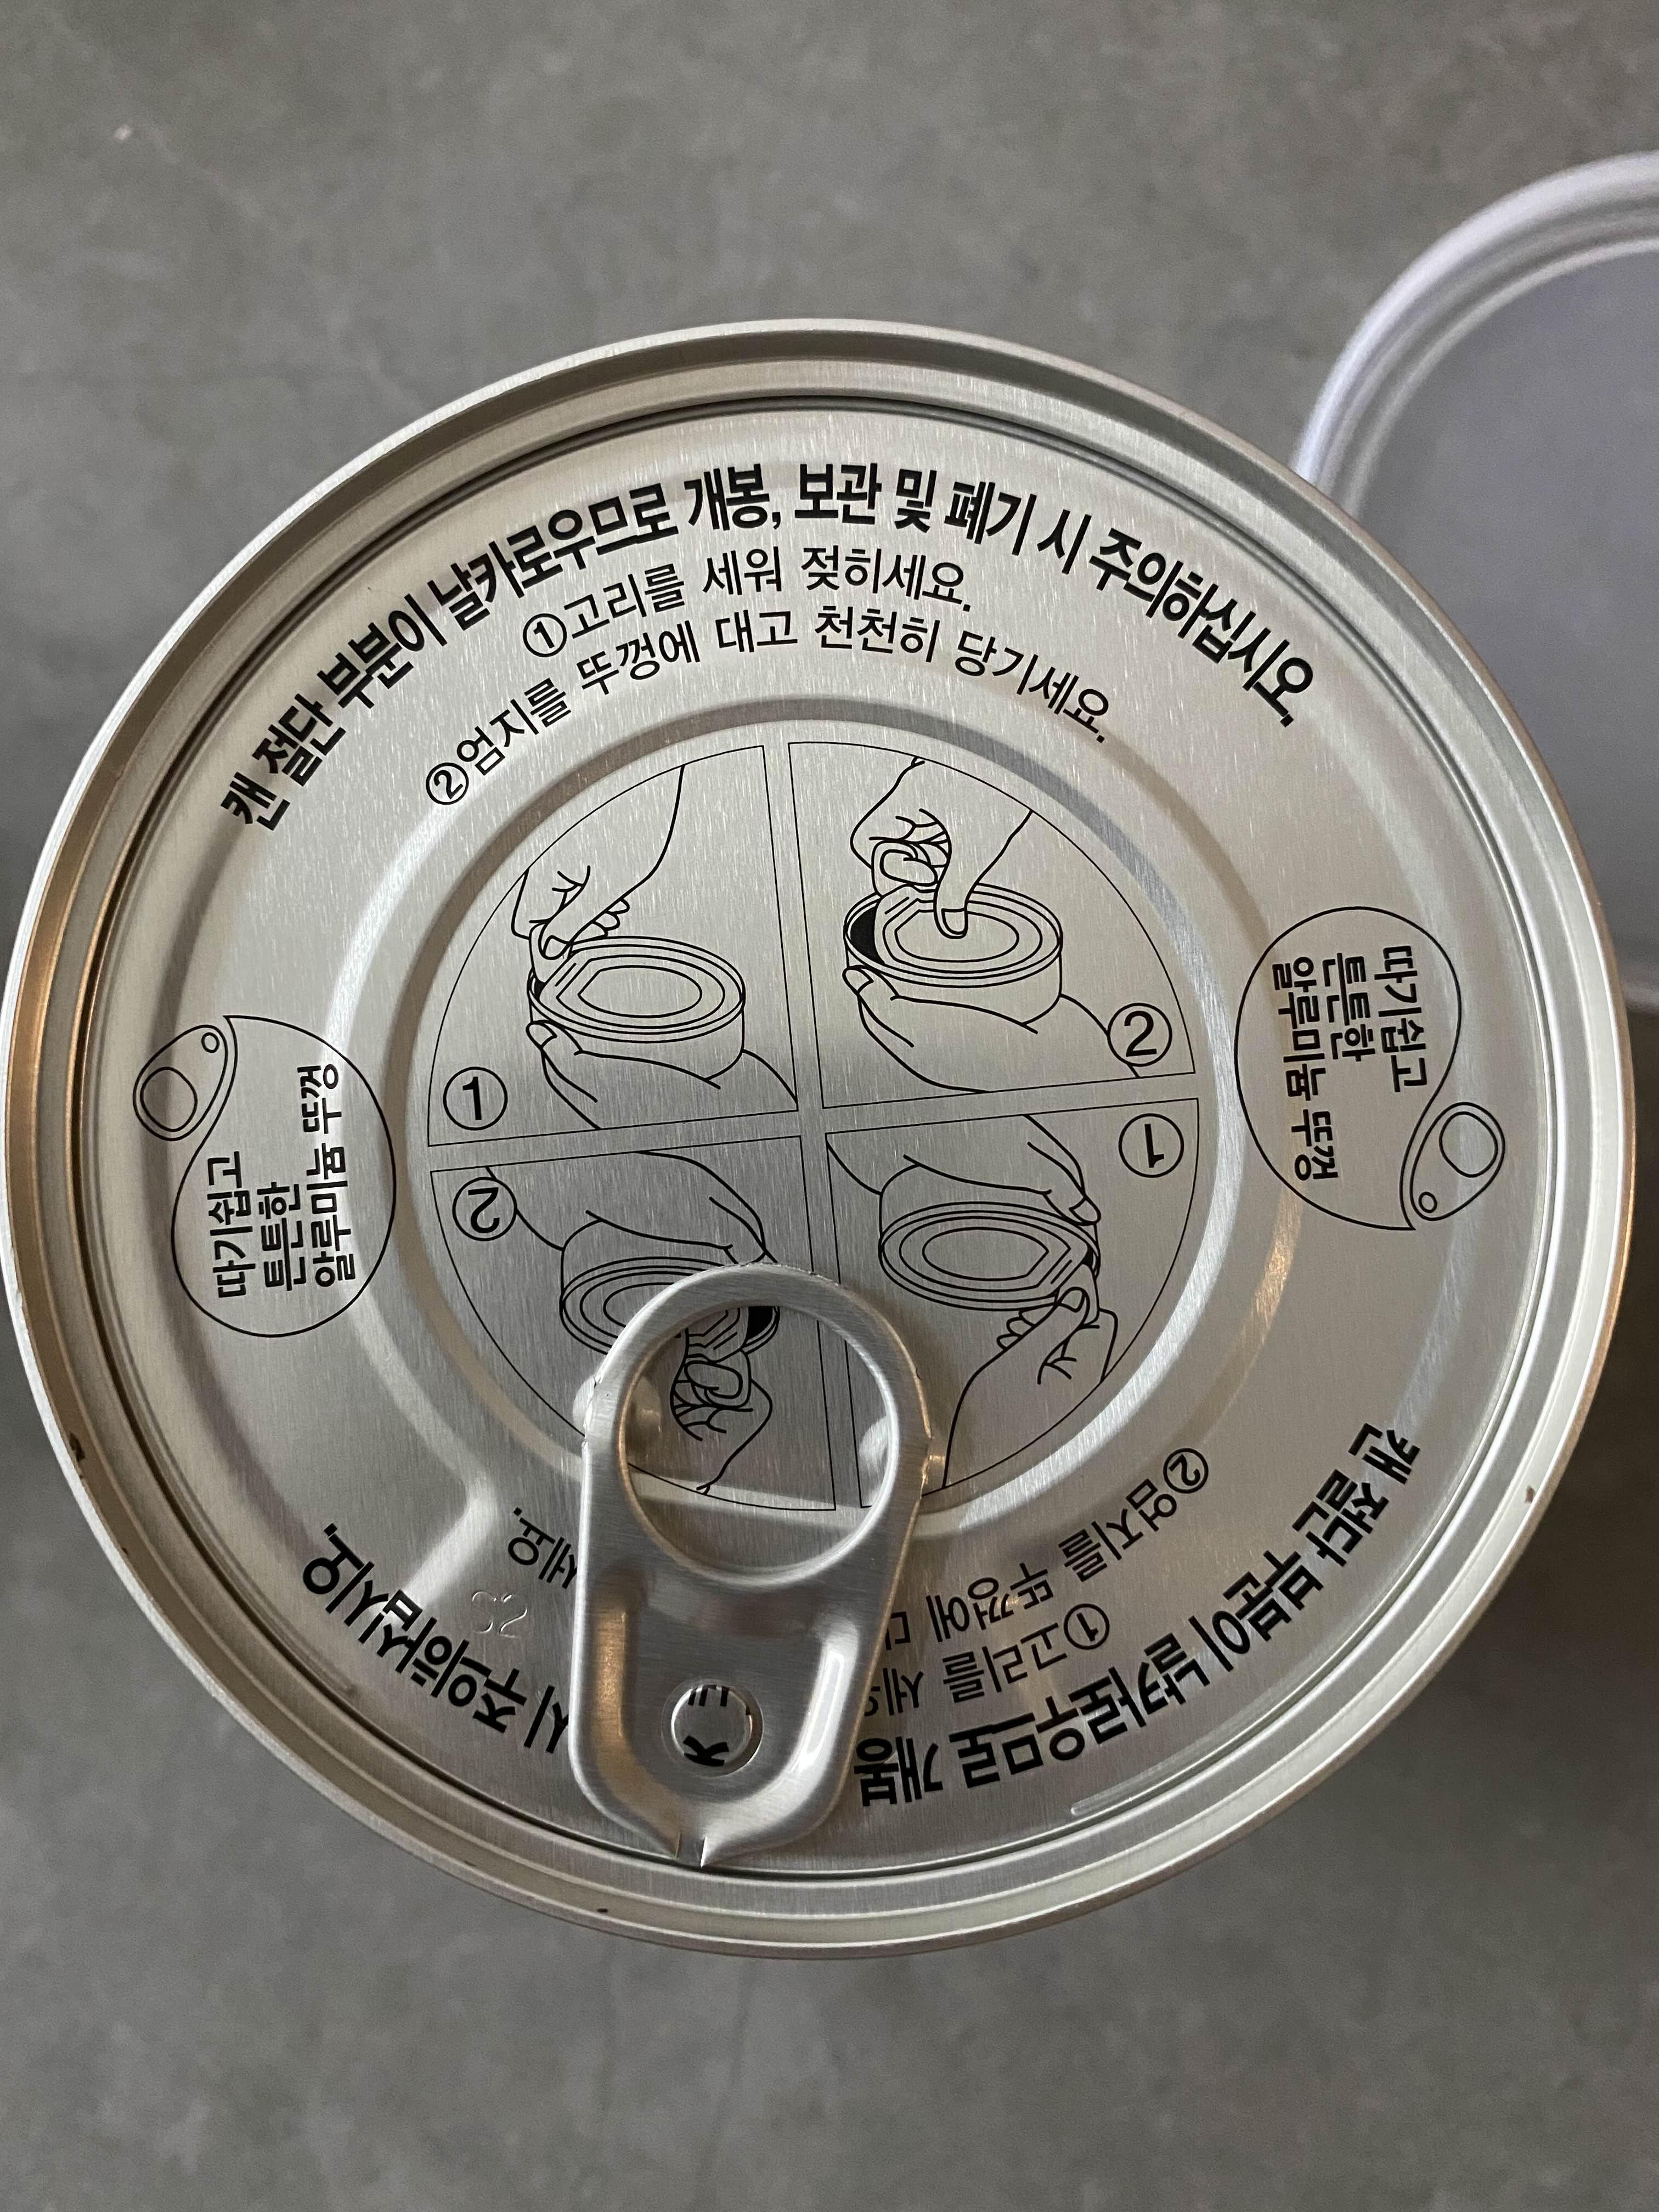 캔 절단 부분이 날카로우므로 개봉, 보관 및 폐기 시 주의하십시오.
①고리를 세워 젖히세요.
②엄지를 뚜껑에 대고 천천히 당기세요.
①
②
따기쉽고
튼튼한
알루미늄 뚜껑
따기쉽고
튼튼한
알루미늄 뚜껑
①
②
②엄지를 뚜껑에
세요.
①고리를
캔 절단 부분이 날카로우므로 개봉
시 주의하십시오.